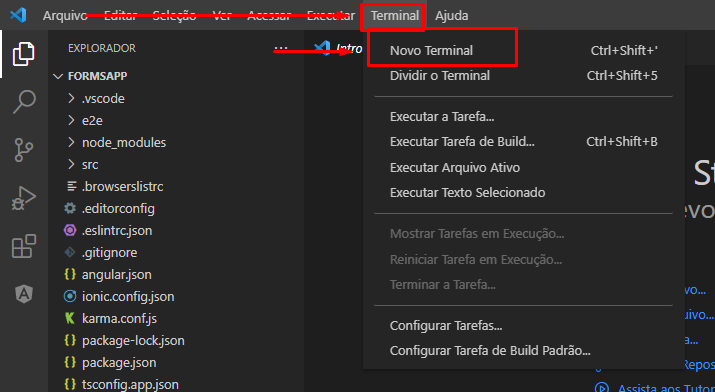 Arquivo Editar Seleção Ver Acessar Executar Terminal Ajuda
EXPLORADOR
Intro
FORMSAPP
.vscode
e2e
node_modules
src
.browserslistrc
.editorconfig
.eslintrc.json
.gitignore
angular.json
ionic.config.json
karma.conf.js
package-lock.json
package.json
tsconfig.app.json
Novo Terminal Ctrl+Shift+'
Dividir o Terminal Ctrl+Shift+5
Executar a Tarefa...
Executar Tarefa de Build... Ctrl+Shift+B
Executar Arquivo Ativo
Executar Texto Selecionado
Mostrar Tarefas em Execução...
Reiniciar Tarefa em Execução...
Terminar a Tarefa...
Configurar Tarefas...
Configurar Tarefa de Build Padrão...
St
evo
vo...
uivo...
a...
Repos
Assista aos Tutor